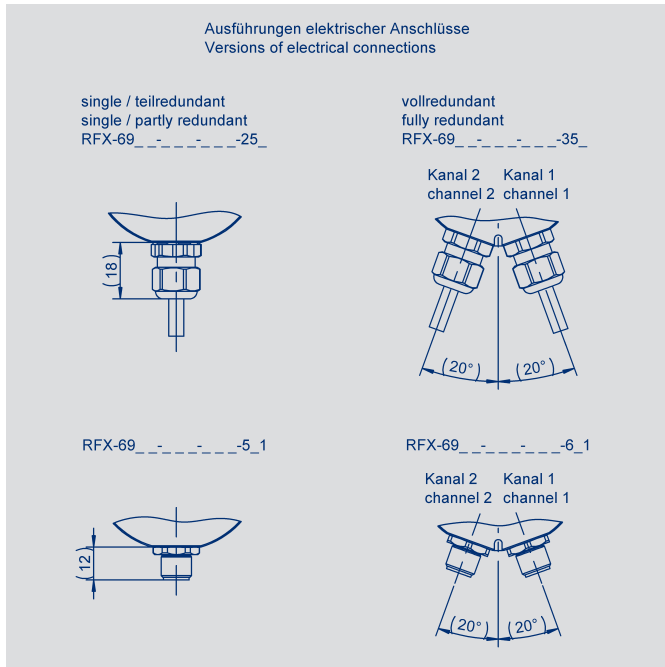 Ausführungen elektrischer Anschlüsse
Versions of electrical connections
single / teilredundant
single / partly redundant
RFX-69_ _-_ _ _-_ _ _-25_
vollredundant
fully redundant
RFX-69_ _-_ _ _-_ _ _-35_
Kanal 2
channel 2
Kanal 1
channel 1
(18)
(20°)
(20°)
RFX-69_ _-_ _ _-_ _ _-5_1
RFX-69_ _-_ _ _-_ _ _-6_1
Kanal 2
channel 2
Kanal 1
channel 1
(12)
(20°)
(20°)